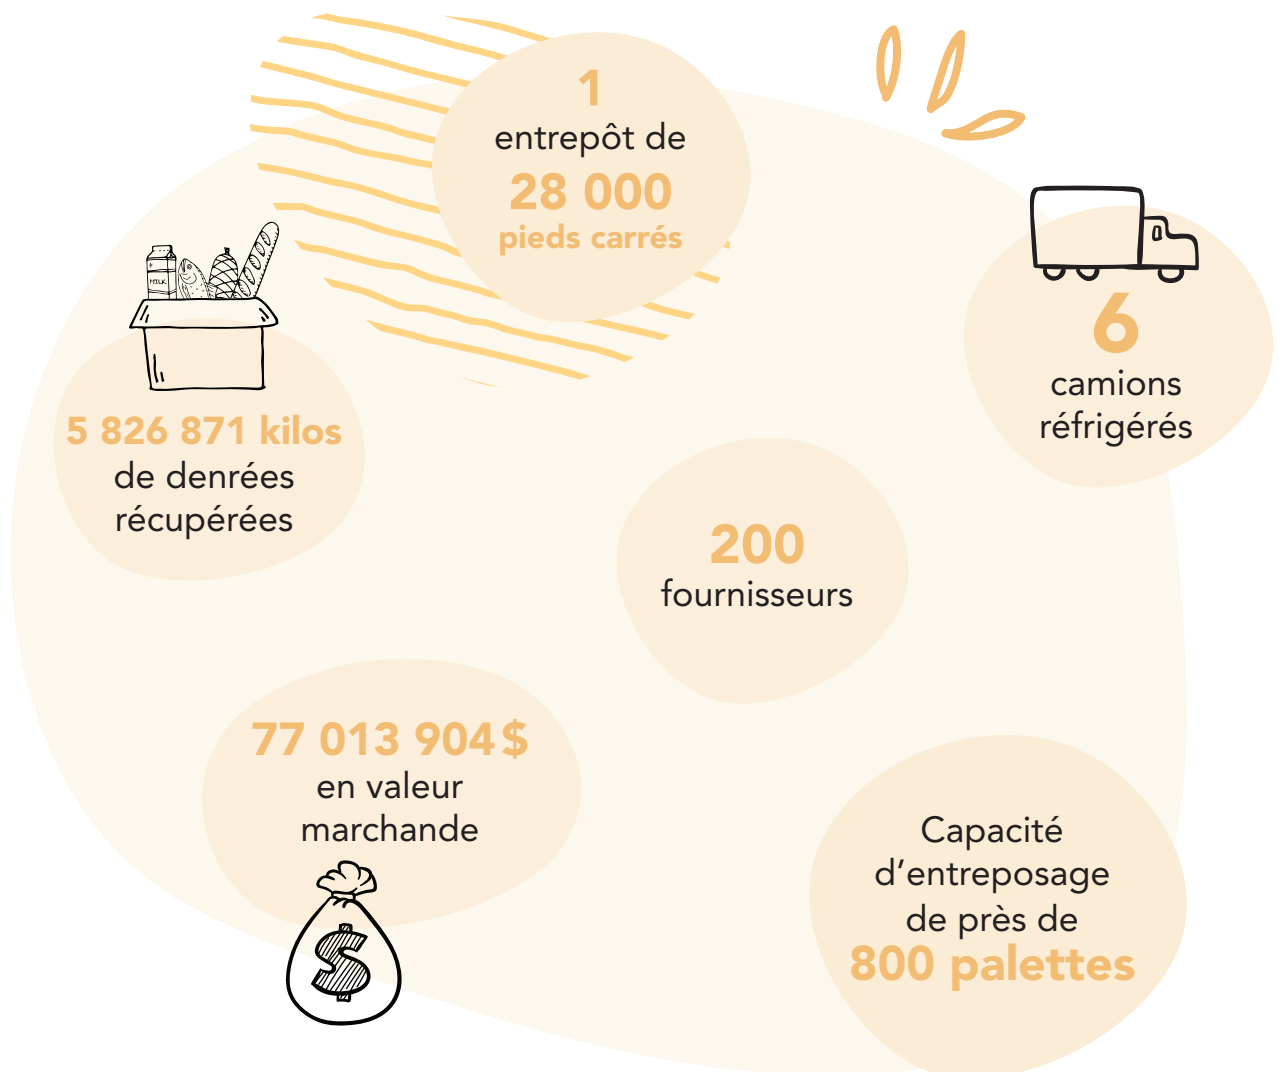 1
entrepôt de
28 000
pieds carrés
MILK
6
camions
réfrigérés
5 826 871 kilos
de denrées
récupérées
200
fournisseurs
77 013 904 $
en valeur
marchande
$
Capacité
d’entreposage
de près de
800 palettes